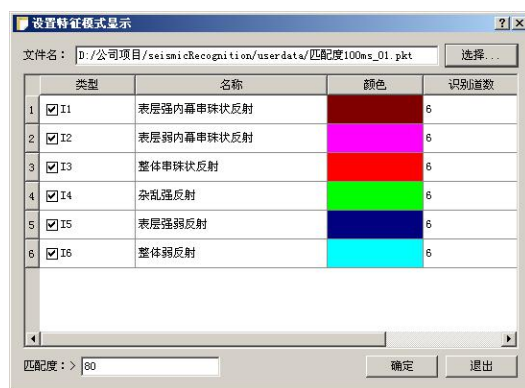 设置特征模式显示
文件名： D:/公司项目/seismicRecognition/userdata/匹配度100ms_01.pkt 选择...
类型 名称 颜色 识别道数
1 I1 表层强内幕串珠状反射 6
2 I2 表层弱内幕串珠状反射 6
3 I3 整体串珠状反射 6
4 I4 杂乱强反射 6
5 I5 表层强弱反射 6
6 I6 整体弱反射 6
匹配度：> 80 确定 退出